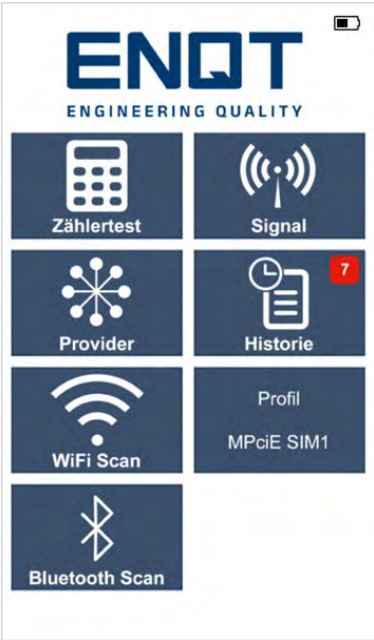 ENQT
ENGINEERING QUALITY
Zählertest
Signal
Provider
7
Historie
WiFi Scan
Profil
MPciE SIM1
Bluetooth Scan